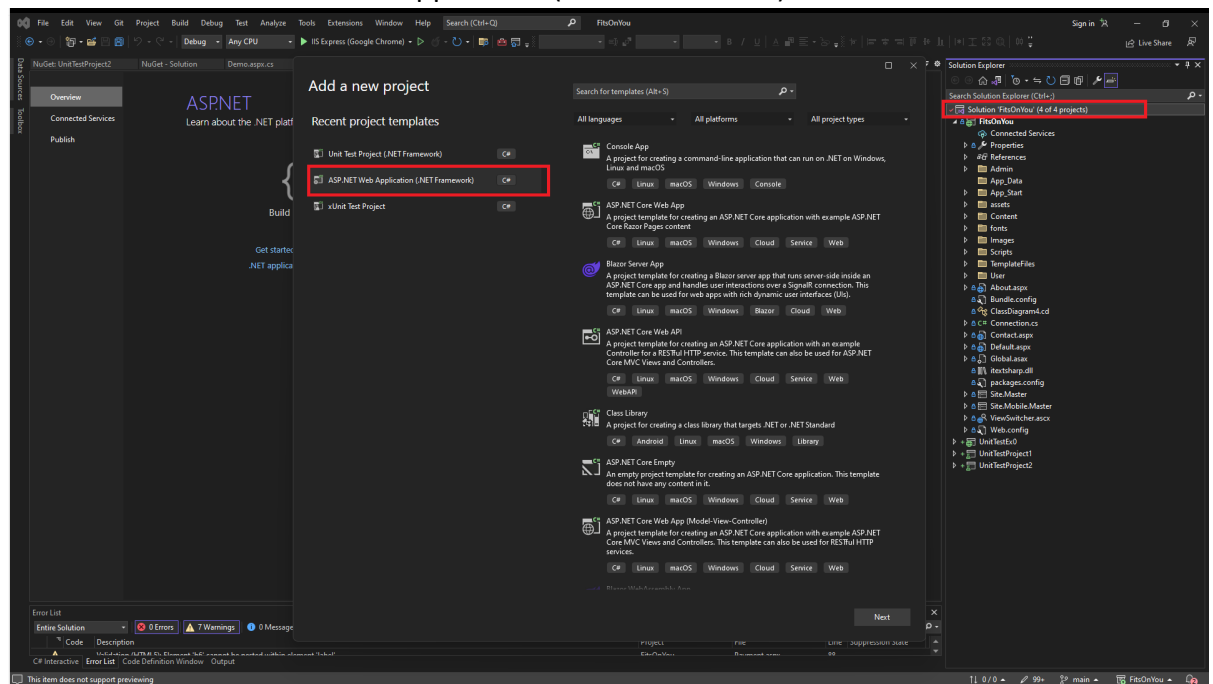 File Edit View Git Project Build Debug Test Analyze Tools Extensions Window Help Search (Ctrl+Q) FitsOnYou Sign in
Debug Any CPU IIS Express (Google Chrome) Live Share
Data Sources
Toolbox
NuGet: UnitTestProject2 NuGet - Solution Demo.aspx.cs
Overview
Connected Services
Publish
ASP.NET
Learn about the .NET platf
Build
Get started
.NET applica
Add a new project
Recent project templates
Unit Test Project (.NET Framework) C#
ASP.NET Web Application (.NET Framework) C#
xUnit Test Project C#
Search for templates (Alt+S)
All languages All platforms All project types
Console App
A project for creating a command-line application that can run on .NET on Windows,
Linux and macOS
C# Linux macOS Windows Console
ASP.NET Core Web App
A project template for creating an ASP.NET Core application with example ASP.NET
Core Razor Pages content
C# Linux macOS Windows Cloud Service Web
Blazor Server App
A project template for creating a Blazor server app that runs server-side inside an
ASP.NET Core app and handles user interactions over a SignalR connection. This
template can be used for web apps with rich dynamic user interfaces (UIs).
C# Linux macOS Windows Blazor Cloud Web
ASP.NET Core Web API
A project template for creating an ASP.NET Core application with an example
Controller for a RESTful HTTP service. This template can also be used for ASP.NET
Core MVC Views and Controllers.
C# Linux macOS Windows Cloud Service Web
WebAPI
Class Library
A project for creating a class library that targets .NET or .NET Standard
C# Android Linux macOS Windows Library
ASP.NET Core Empty
An empty project template for creating an ASP.NET Core application. This template
does not have any content in it.
C# Linux macOS Windows Cloud Service Web
ASP.NET Core Web App (Model-View-Controller)
A project template for creating an ASP.NET Core application with example ASP.NET
Core MVC Views and Controllers. This template can also be used for RESTful HTTP
services.
C# Linux macOS Windows Cloud Service Web
Blazor WebAssembly App
Next
Solution Explorer
Search Solution Explorer (Ctrl+;)
Solution 'FitsOnYou' (4 of 4 projects)
FitsOnYou
Connected Services
Properties
References
Admin
App_Data
App_Start
assets
Content
fonts
Images
Scripts
TemplateFiles
User
About.aspx
Bundle.config
ClassDiagram4.cd
Connection.cs
Contact.aspx
Default.aspx
Global.asax
itextsharp.dll
packages.config
Site.Master
Site.Mobile.Master
ViewSwitcher.ascx
Web.config
UnitTestEx0
UnitTestProject1
UnitTestProject2
Error List
Entire Solution 0 Errors 7 Warnings 0 Message
Code Description Project File Line Suppression State
C# Interactive Error List Code Definition Window Output
This item does not support previewing 0 / 0 99+ main FitsOnYou